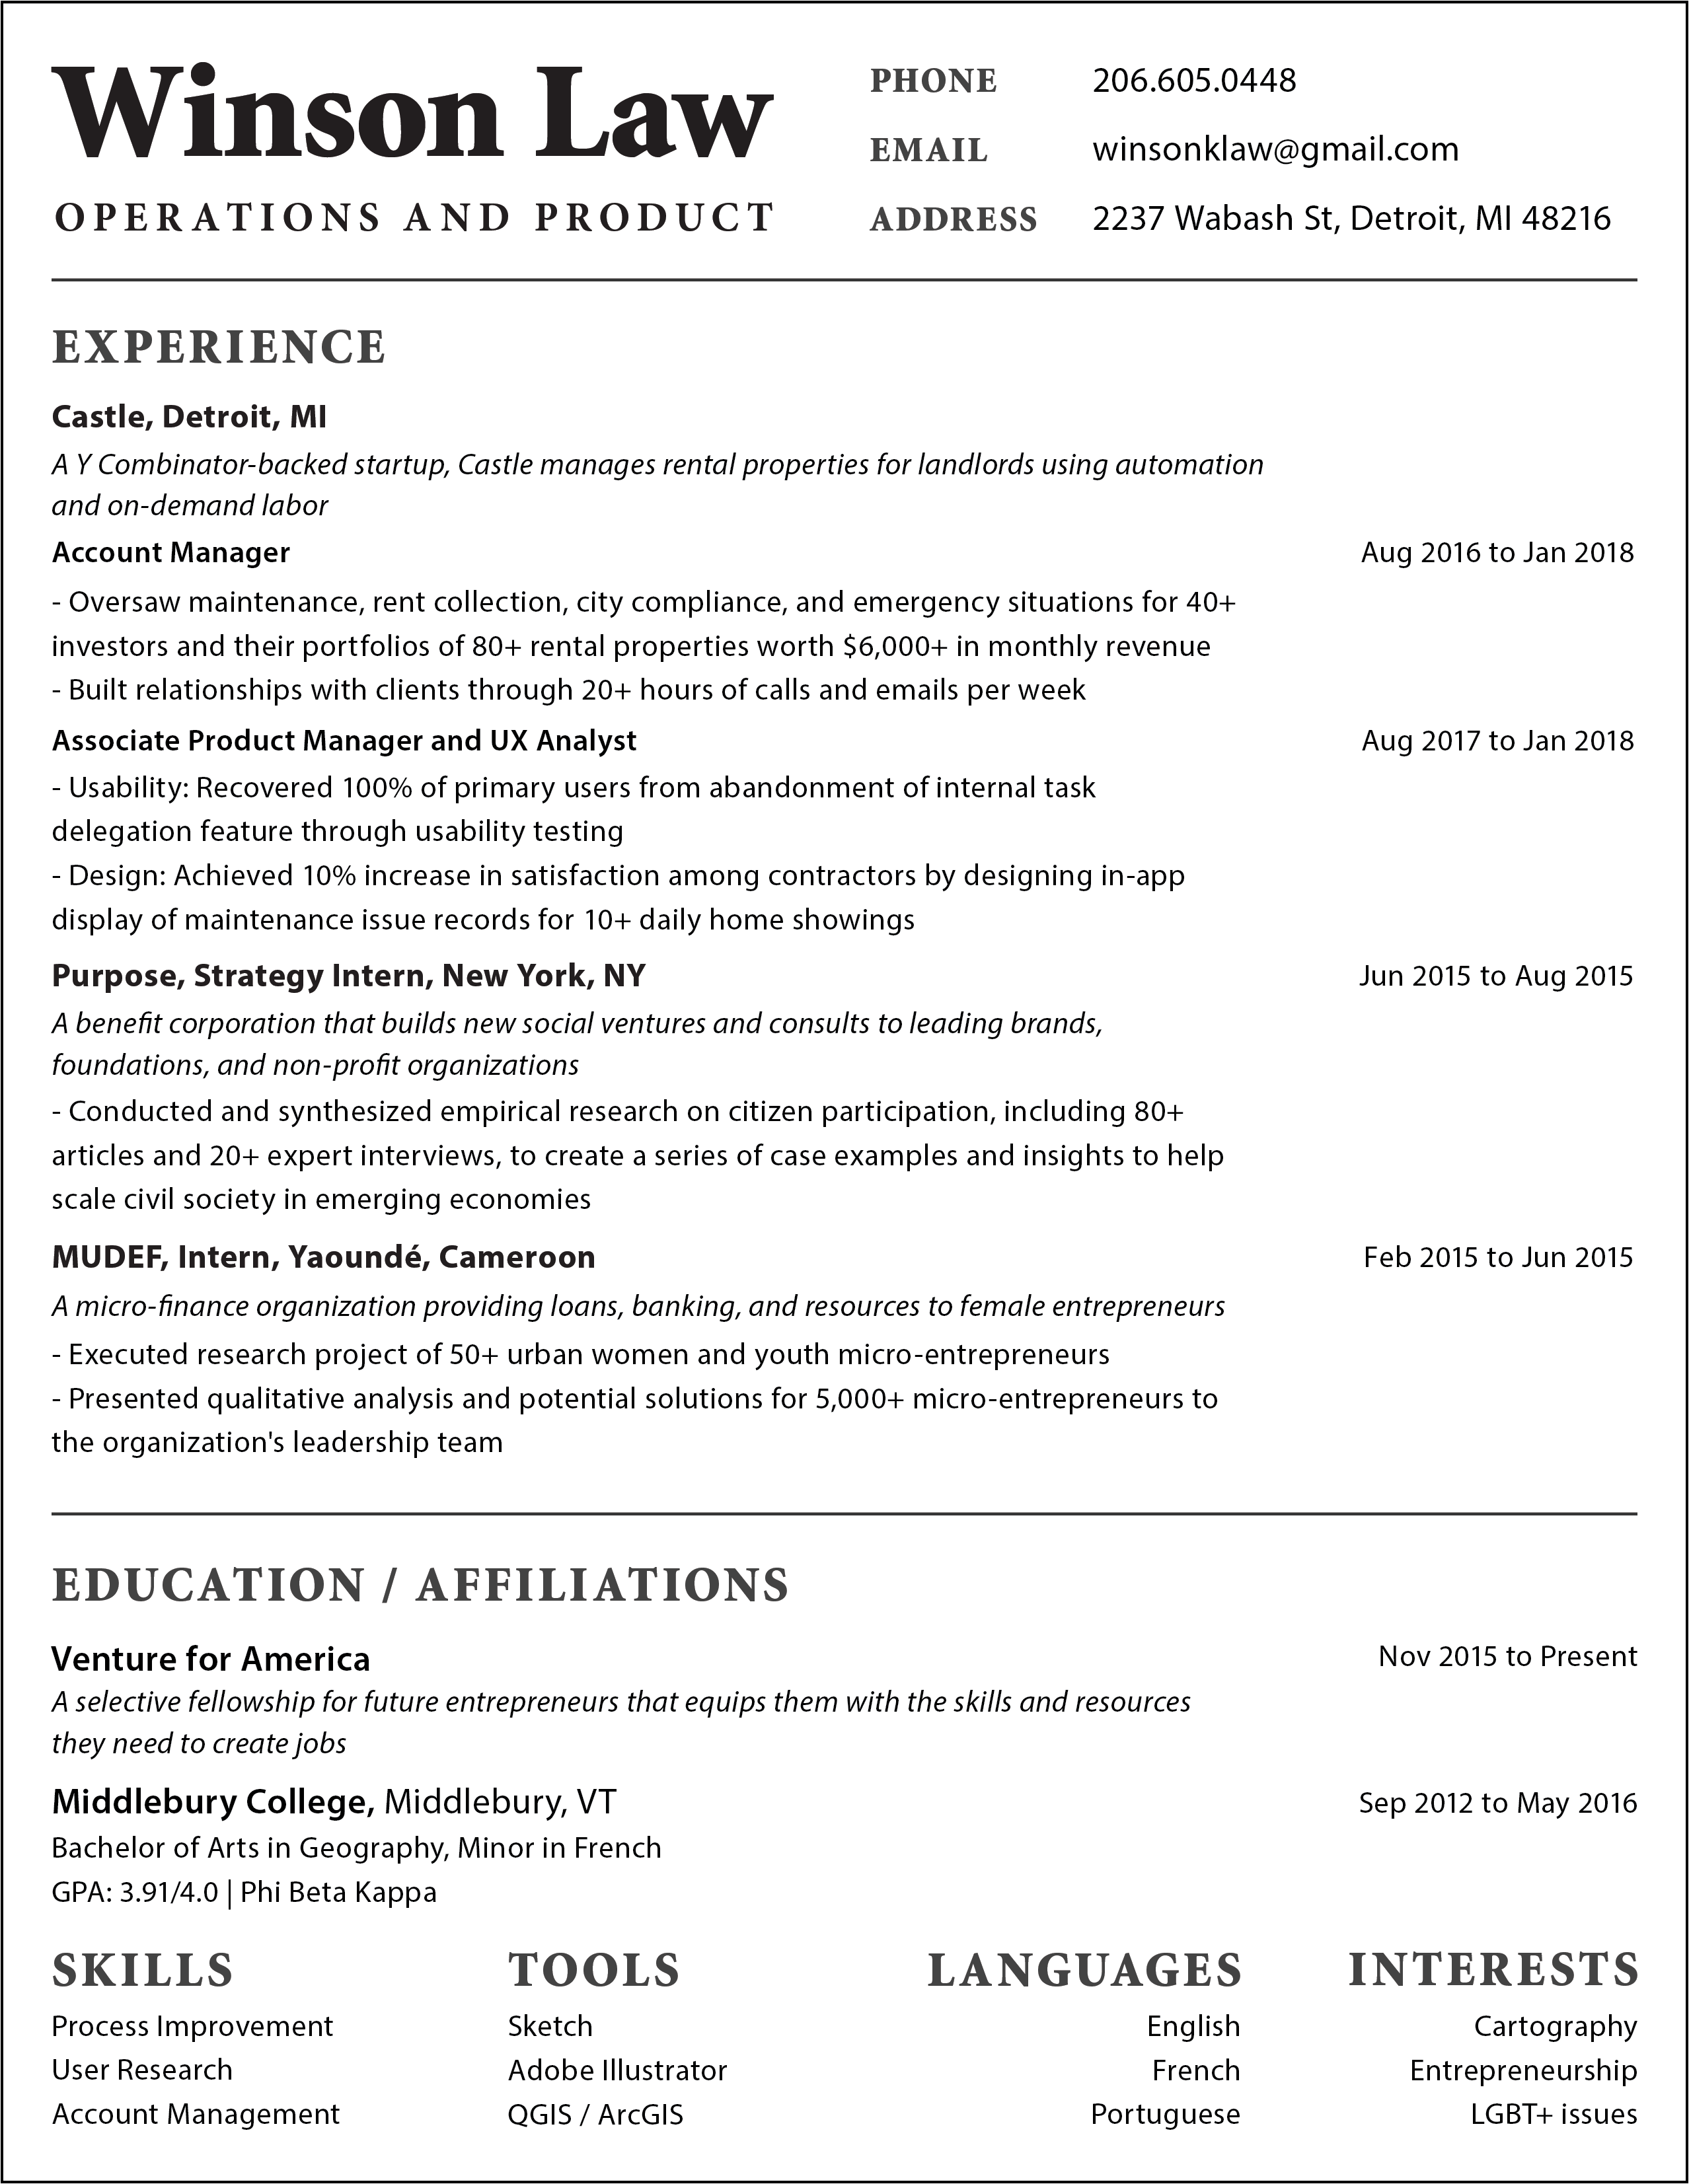 Winson Law
OPERATIONS AND PRODUCT
PHONE 206.605.0448
EMAIL winsonklaw@gmail.com
ADDRESS 2237 Wabash St, Detroit, MI 48216
EXPERIENCE
Castle, Detroit, MI
A Y Combinator-backed startup, Castle manages rental properties for landlords using automation
and on-demand labor
Account Manager Aug 2016 to Jan 2018
- Oversaw maintenance, rent collection, city compliance, and emergency situations for 40+
investors and their portfolios of 80+ rental properties worth $6,000+ in monthly revenue
- Built relationships with clients through 20+ hours of calls and emails per week
Associate Product Manager and UX Analyst Aug 2017 to Jan 2018
- Usability: Recovered 100% of primary users from abandonment of internal task
delegation feature through usability testing
- Design: Achieved 10% increase in satisfaction among contractors by designing in-app
display of maintenance issue records for 10+ daily home showings
Purpose, Strategy Intern, New York, NY Jun 2015 to Aug 2015
A benefit corporation that builds new social ventures and consults to leading brands,
foundations, and non-profit organizations
- Conducted and synthesized empirical research on citizen participation, including 80+
articles and 20+ expert interviews, to create a series of case examples and insights to help
scale civil society in emerging economies
MUDEF, Intern, Yaoundé, Cameroon Feb 2015 to Jun 2015
A micro-finance organization providing loans, banking, and resources to female entrepreneurs
- Executed research project of 50+ urban women and youth micro-entrepreneurs
- Presented qualitative analysis and potential solutions for 5,000+ micro-entrepreneurs to
the organization's leadership team
EDUCATION / AFFILIATIONS
Venture for America Nov 2015 to Present
A selective fellowship for future entrepreneurs that equips them with the skills and resources
they need to create jobs
Middlebury College, Middlebury, VT Sep 2012 to May 2016
Bachelor of Arts in Geography, Minor in French
GPA: 3.91/4.0 | Phi Beta Kappa
SKILLS
Process Improvement
User Research
Account Management
TOOLS
Sketch
Adobe Illustrator
QGIS / ArcGIS
LANGUAGES
English
French
Portuguese
INTERESTS
Cartography
Entrepreneurship
LGBT+ issues